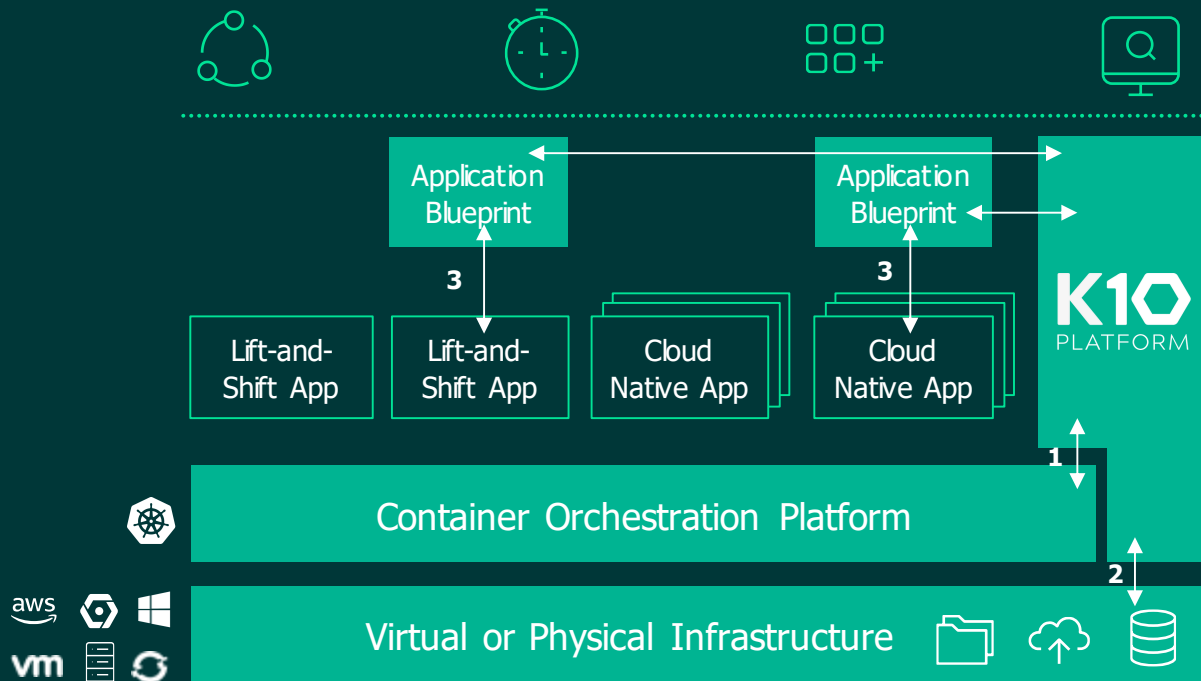 Application
Blueprint
Application
Blueprint
3
3
K10
PLATFORM
Lift-and-
Shift App
Lift-and-
Shift App
Cloud
Native App
Cloud
Native App
1
Container Orchestration Platform
2
aws
vm
Virtual or Physical Infrastructure